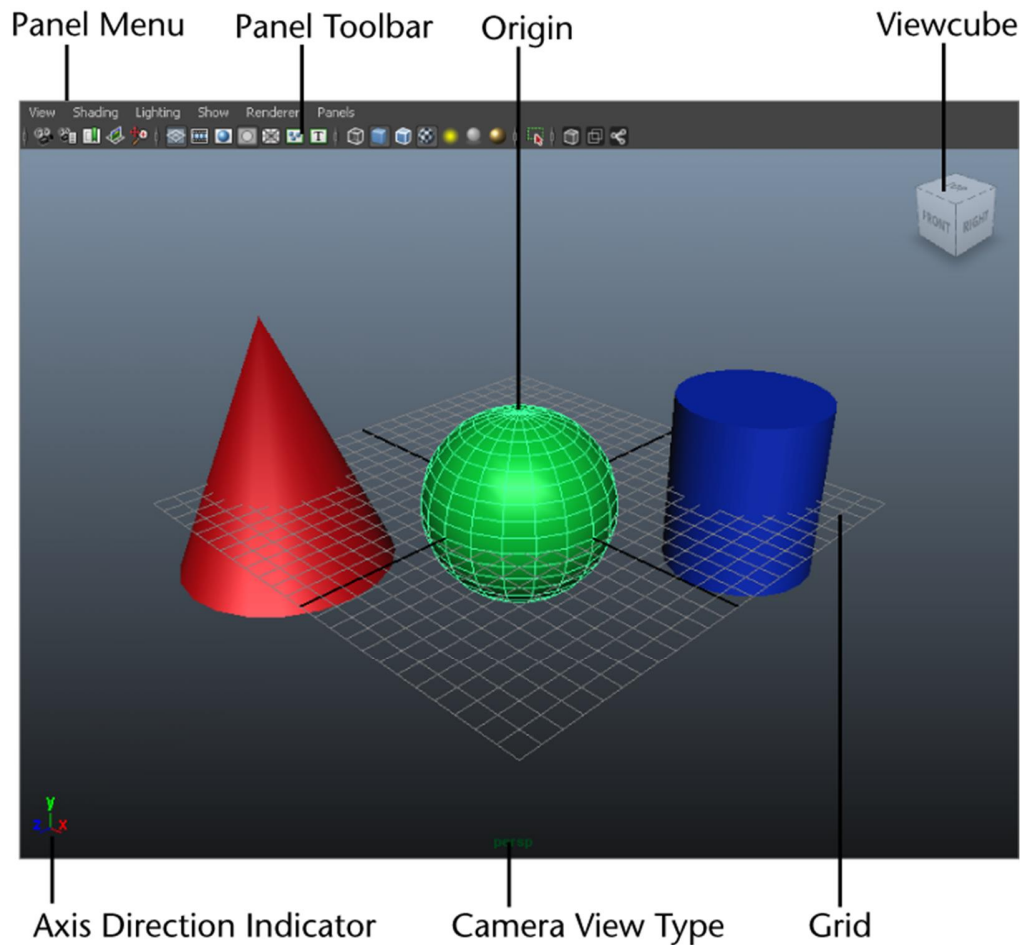 Panel Menu
Panel Toolbar
Origin
Viewcube
View Shading Lighting Show Renderer Panels
T
TOP
FRONT
RIGHT
y
z x
persp
Axis Direction Indicator
Camera View Type
Grid